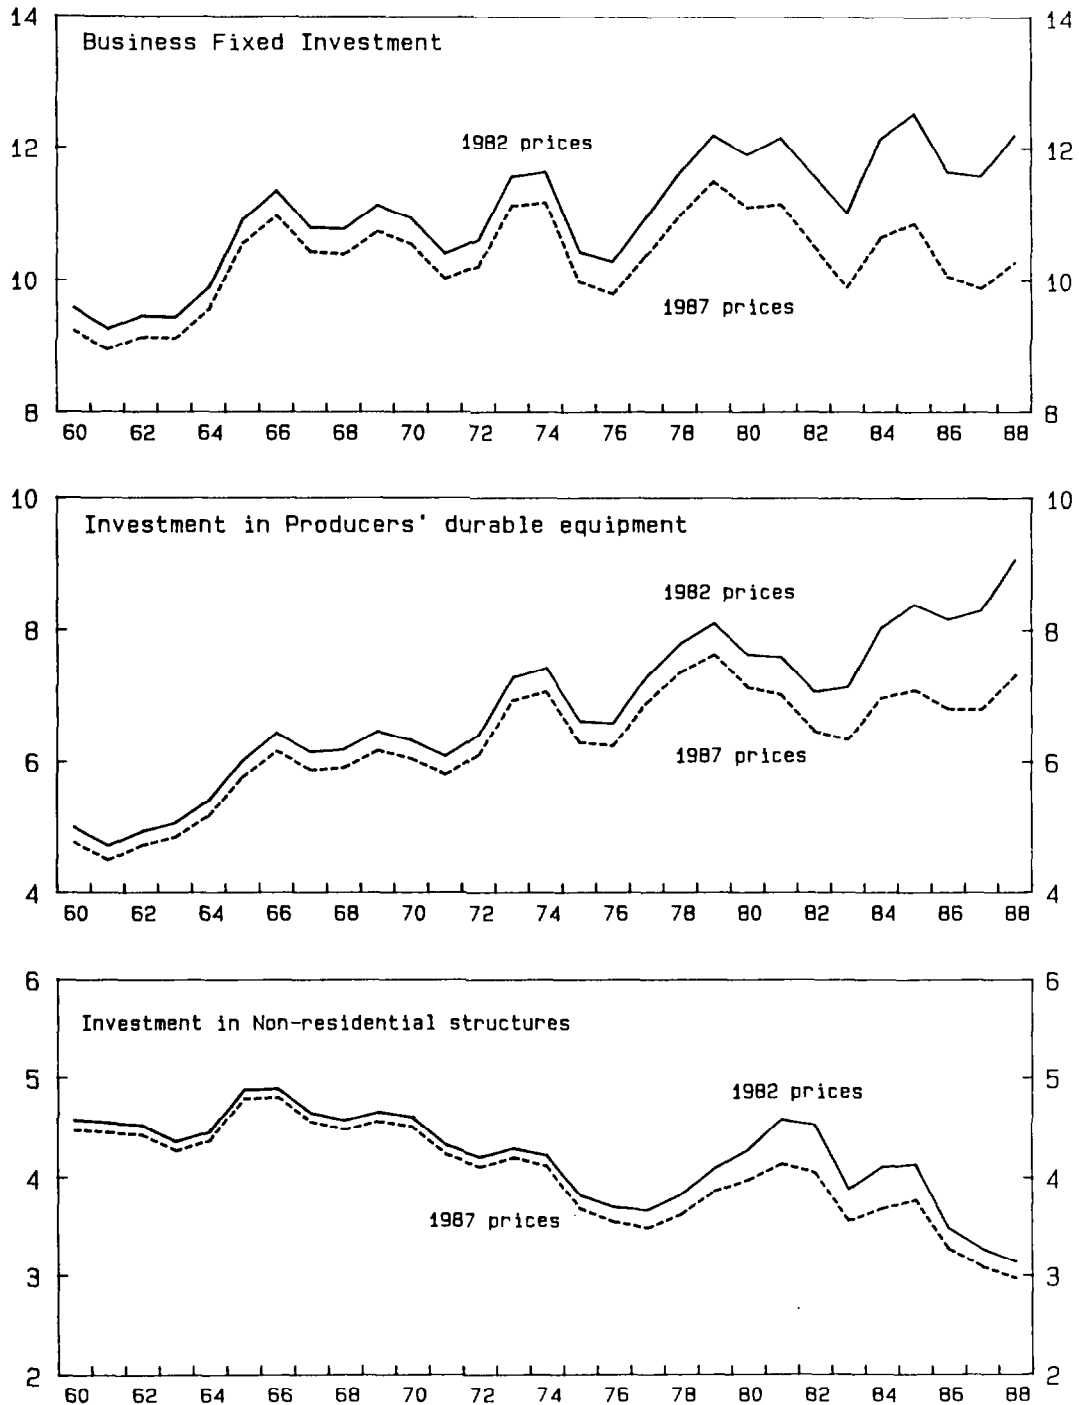 14 14
Business Fixed Investment
12 1982 prices 12
10 10
1987 prices
8 8
60 62 64 66 68 70 72 74 76 78 80 82 84 86 88
10 10
Investment in Producers' durable equipment
1982 prices
8 8
6 1987 prices 6
4 4
60 62 64 66 68 70 72 74 76 78 80 82 84 86 88
6 6
Investment in Non-residential structures
5 5
1982 prices
4 4
1987 prices
3 3
2 2
60 62 64 66 68 70 72 74 76 78 80 82 84 86 88